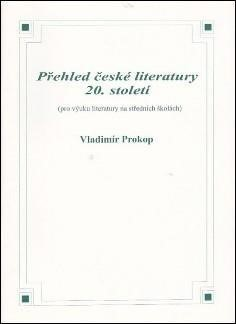 Přehled české literatury
20. století
(pro výuku literatury na středních školách)
Vladimír Prokop